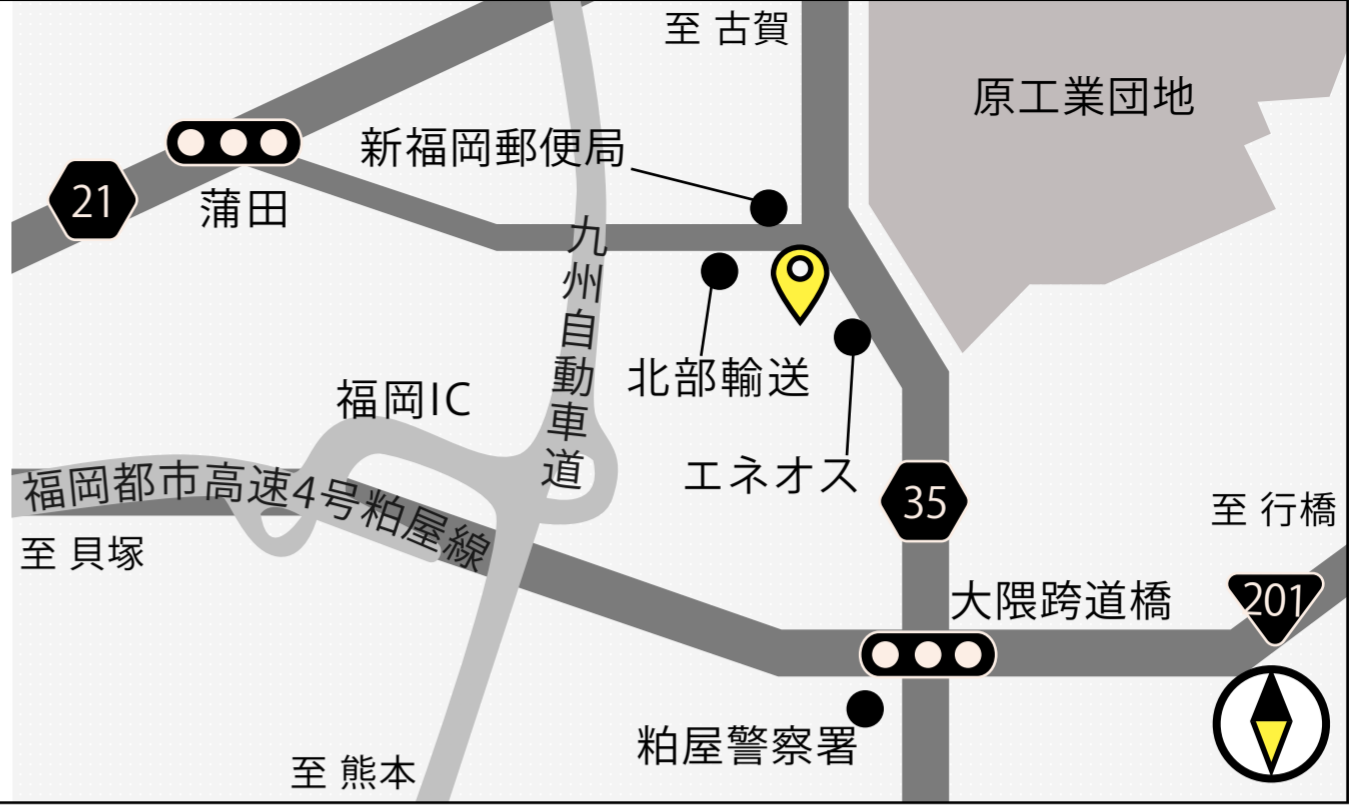 至 古賀
原工業団地
新福岡郵便局
21
蒲田
九州自動車道
北部輸送
福岡IC
エネオス
福岡都市高速4号粕屋線
35
至 行橋
至 貝塚
大隈跨道橋
201
粕屋警察署
至 熊本